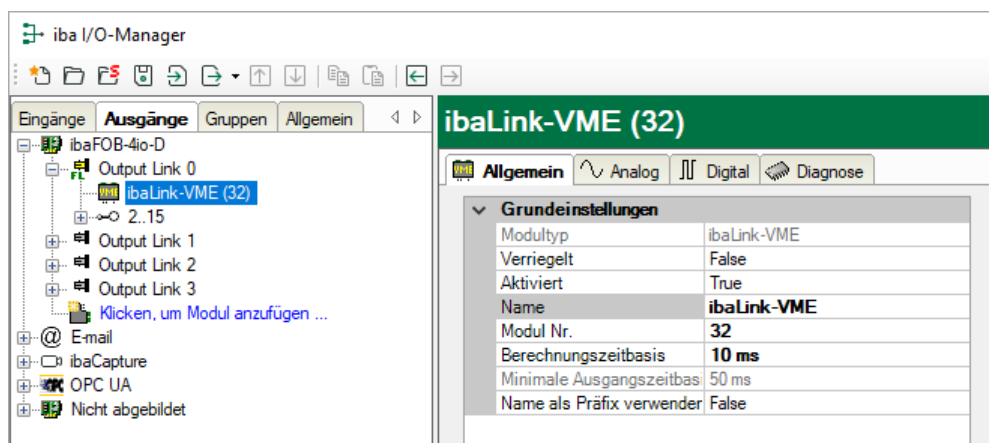 iba I/O-Manager
Eingänge Ausgänge Gruppen Allgemein
ibaFOB-4io-D
Output Link 0
ibaLink-VME (32)
2..15
Output Link 1
Output Link 2
Output Link 3
Klicken, um Modul anzufügen ...
E-mail
ibaCapture
OPC UA
Nicht abgebildet
ibaLink-VME (32)
Allgemein Analog Digital Diagnose
Grundeinstellungen
Modultyp ibaLink-VME
Verriegelt False
Aktiviert True
Name ibaLink-VME
Modul Nr. 32
Berechnungszeitbasis 10 ms
Minimale Ausgangszeitbasi 50 ms
Name als Präfix verwender False